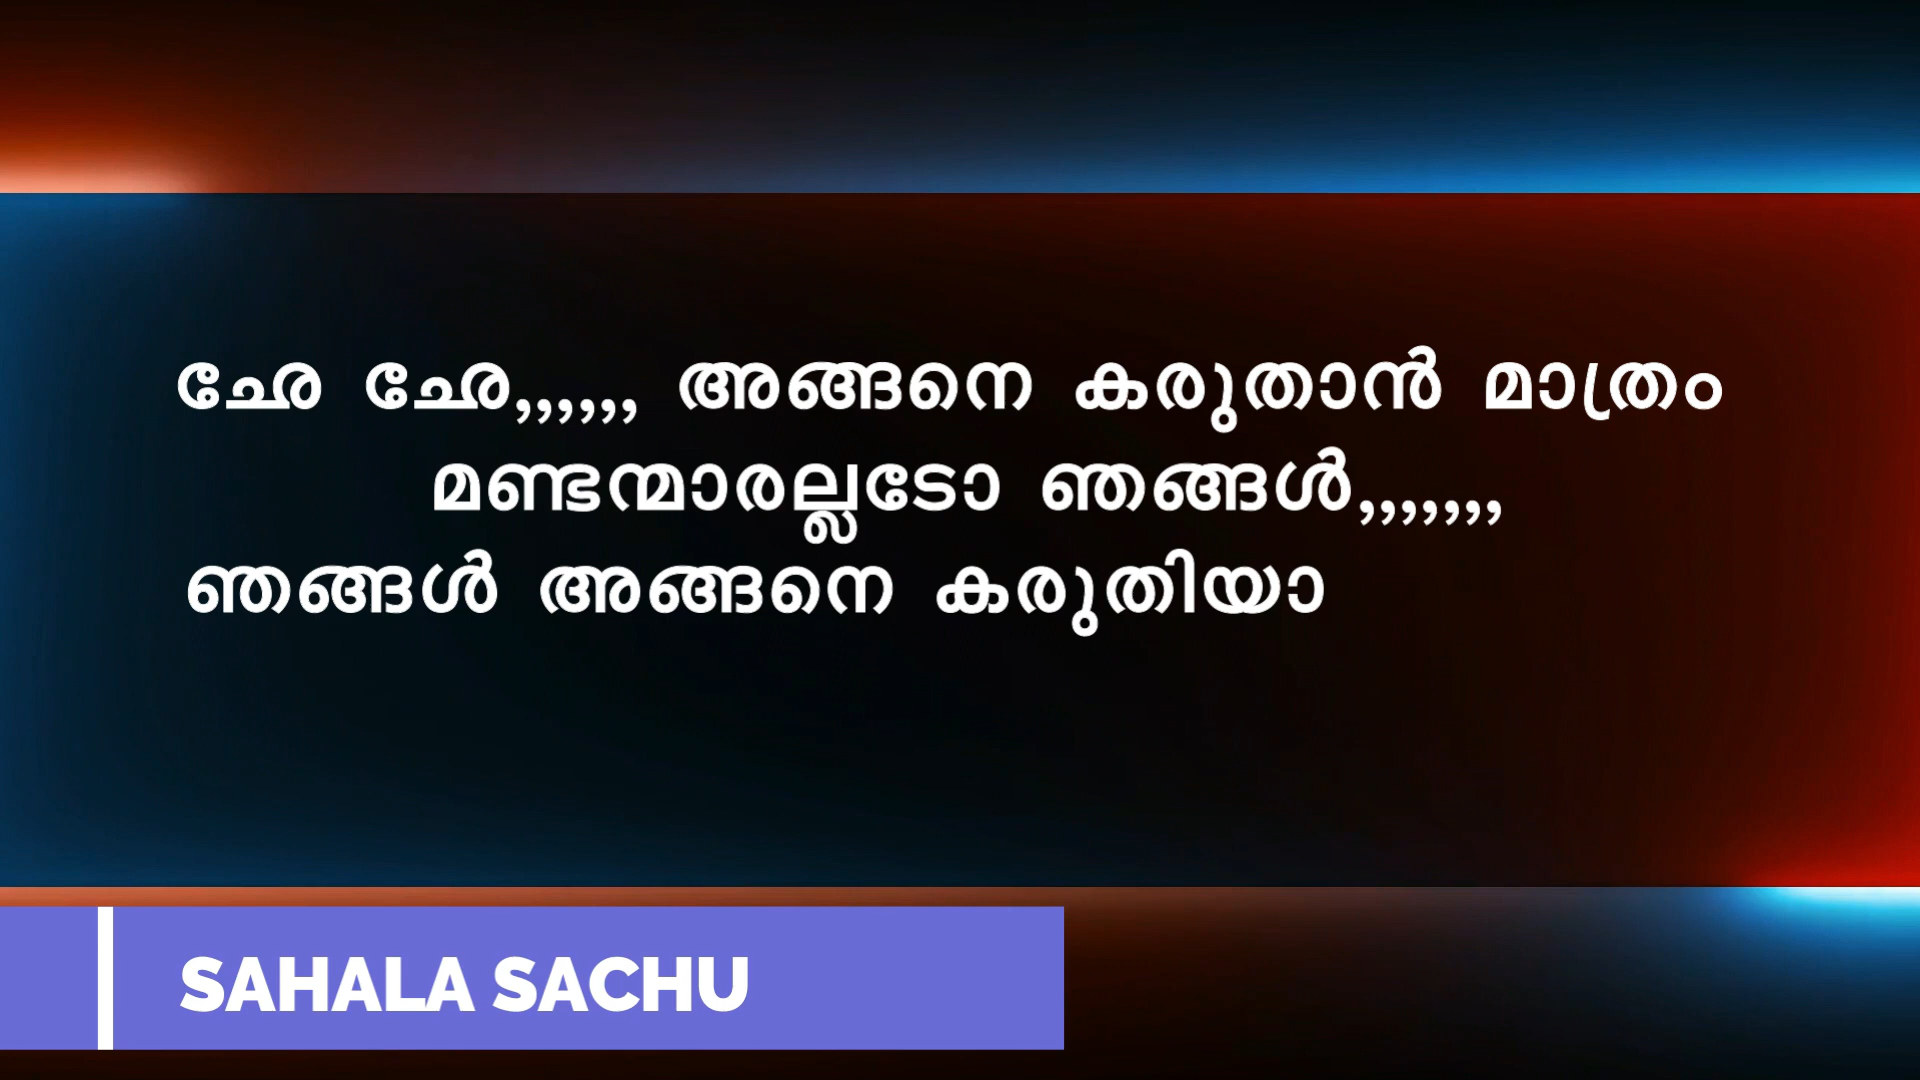 ഛേ ഛേ,,,,,, അങ്ങനെ കരുതാൻ മാത്രം
മണ്ടന്മാരല്ലടോ ഞങ്ങൾ,,,,,,,
ഞങ്ങൾ അങ്ങനെ കരുതിയാ
SAHALA SACHU